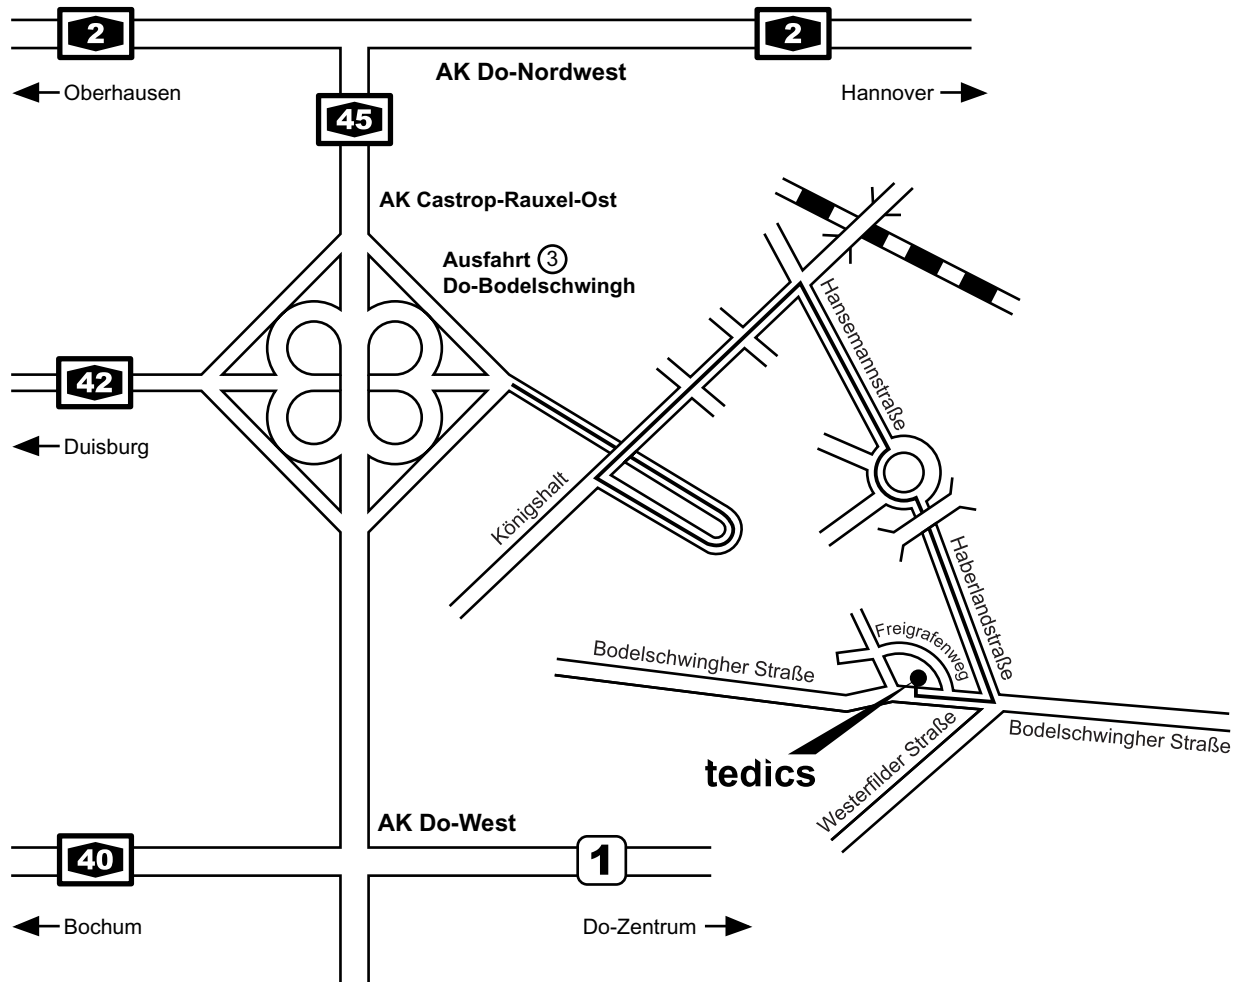 2
2
AK Do-Nordwest
Oberhausen
Hannover
45
AK Castrop-Rauxel-Ost
Ausfahrt 3
Do-Bodelschwingh
Hansemannstraße
42
Duisburg
Königshalt
Haberlandstraße
Freigrafenweg
Bodelschwingher Straße
Bodelschwingher Straße
Westerfilder Straße
tedics
AK Do-West
40
1
Bochum
Do-Zentrum